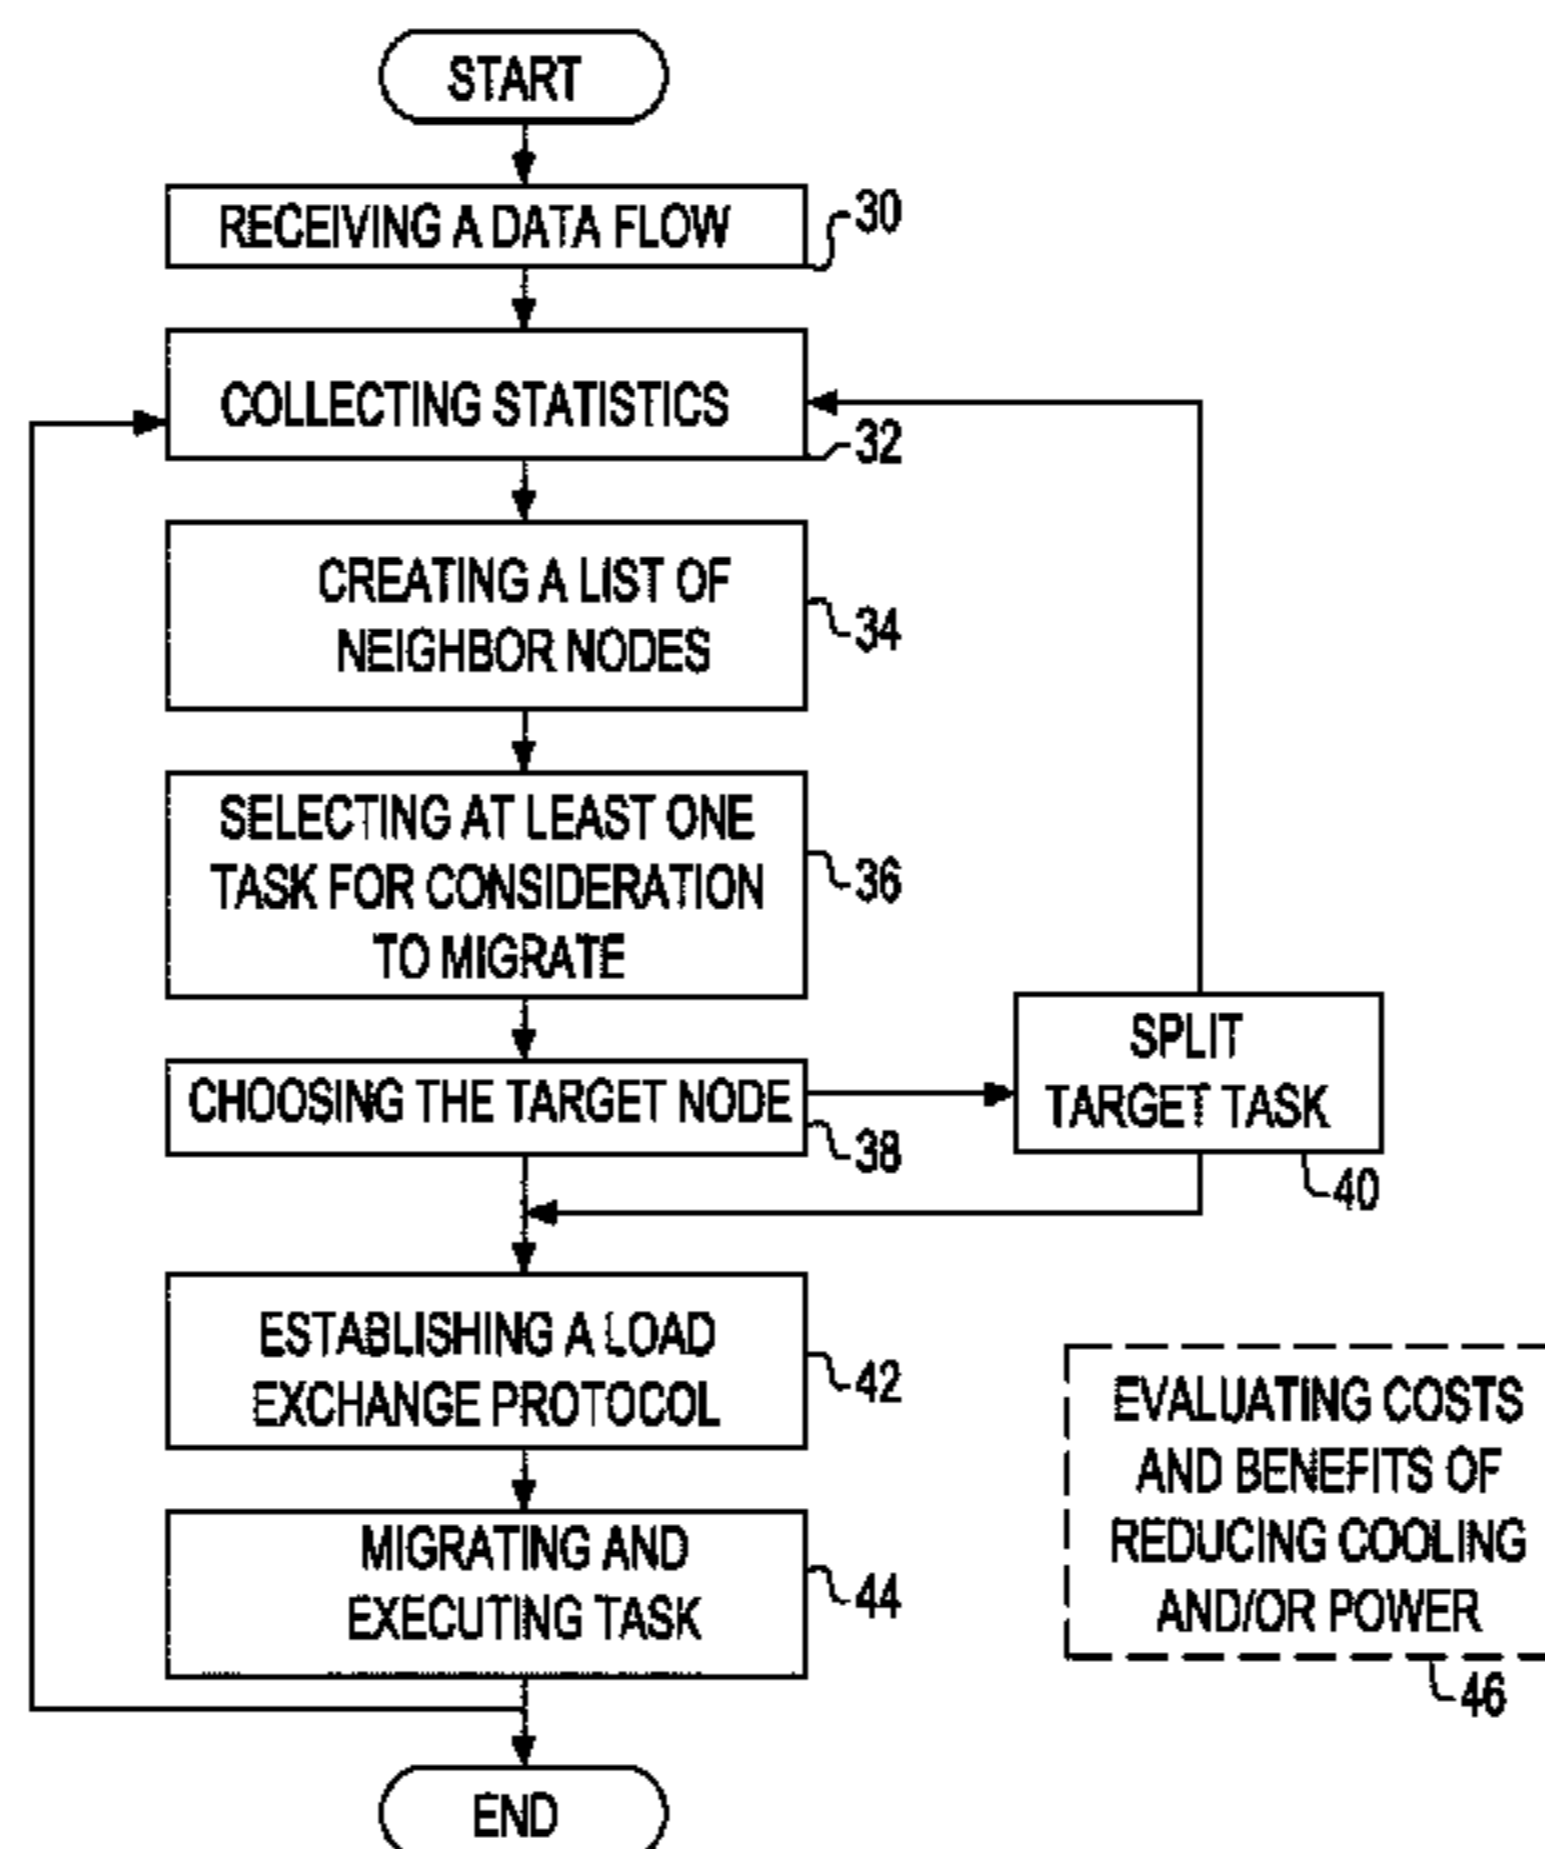 START
RECEIVING A DATA FLOW
30
COLLECTING STATISTICS
32
CREATING A LIST OF
NEIGHBOR NODES
34
SELECTING AT LEAST ONE
TASK FOR CONSIDERATION
TO MIGRATE
36
CHOOSING THE TARGET NODE
38
SPLIT
TARGET TASK
40
ESTABLISHING A LOAD
EXCHANGE PROTOCOL
42
MIGRATING AND
EXECUTING TASK
44
EVALUATING COSTS
AND BENEFITS OF
REDUCING COOLING
AND/OR POWER
46
END